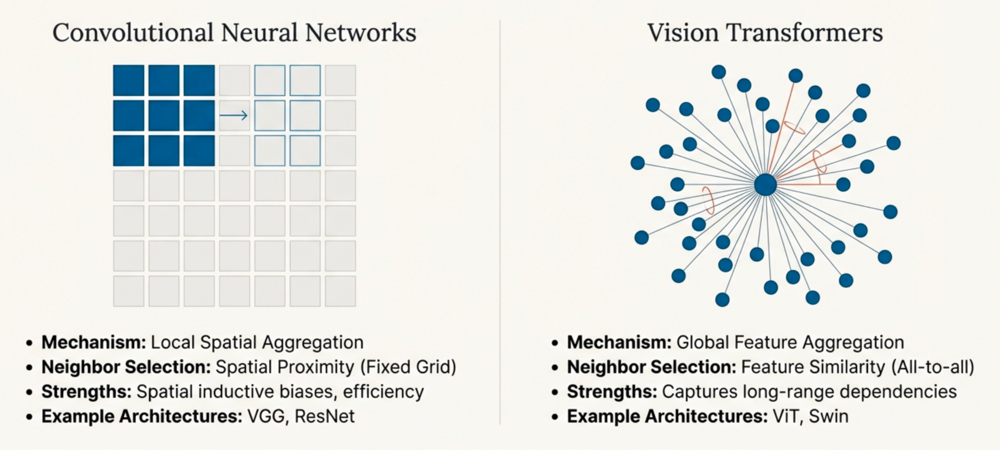 Convolutional Neural Networks
• Mechanism: Local Spatial Aggregation
• Neighbor Selection: Spatial Proximity (Fixed Grid)
• Strengths: Spatial inductive biases, efficiency
• Example Architectures: VGG, ResNet
Vision Transformers
• Mechanism: Global Feature Aggregation
• Neighbor Selection: Feature Similarity (All-to-all)
• Strengths: Captures long-range dependencies
• Example Architectures: ViT, Swin